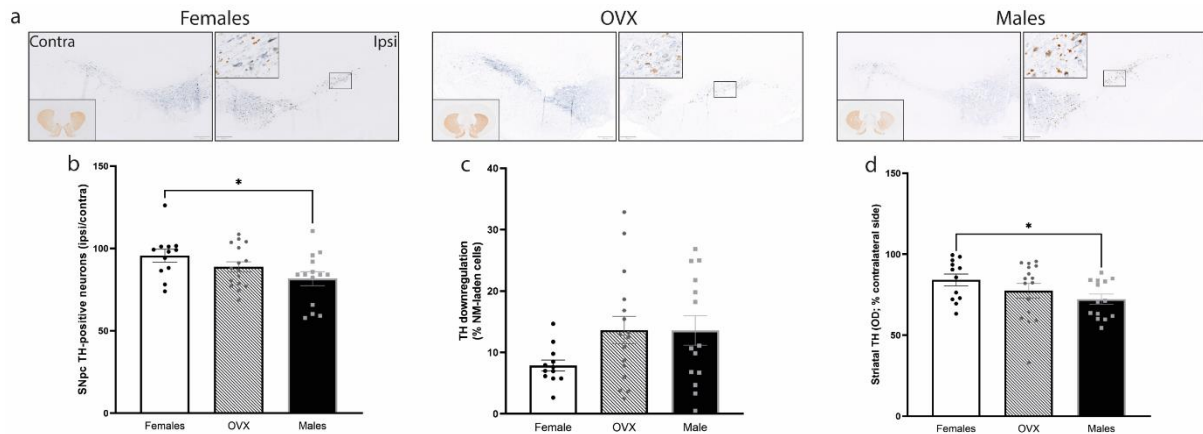 a
Females
OVX
Males
Contra
Ipsi
b
SNpc TH-positive neurons (ipsi/contra)
150
100
50
0
*
Females
OVX
Males
c
TH downregulation
(% NM-laden cells)
40
30
20
10
0
Female
OVX
Male
d
Striatal TH (OD; % contralateral side)
150
100
50
0
*
Females
OVX
Males